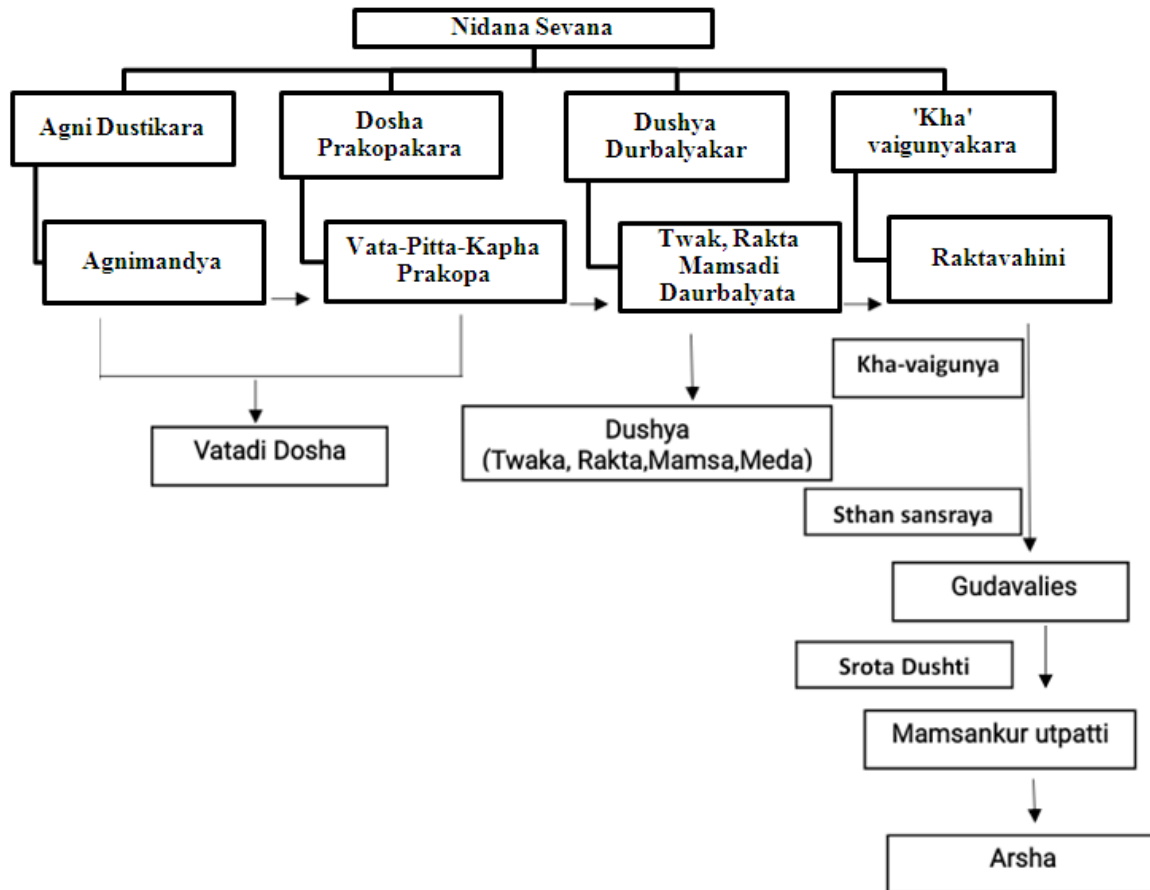 Nidana Sevana
Agni Dustikara
Dosha
Prakopakara
Dushya
Durbalyakar
'Kha'
vaigunyakara
Agnimandya
Vata-Pitta-Kapha
Prakopa
Twak, Rakta
Mamsadi
Daurbalyata
Raktavahini
Kha-vaigunya
Vatadi Dosha
Dushya
(Twaka, Rakta,Mamsa,Meda)
Sthan sansraya
Gudavalies
Srota Dushti
Mamsankur utpatti
Arsha